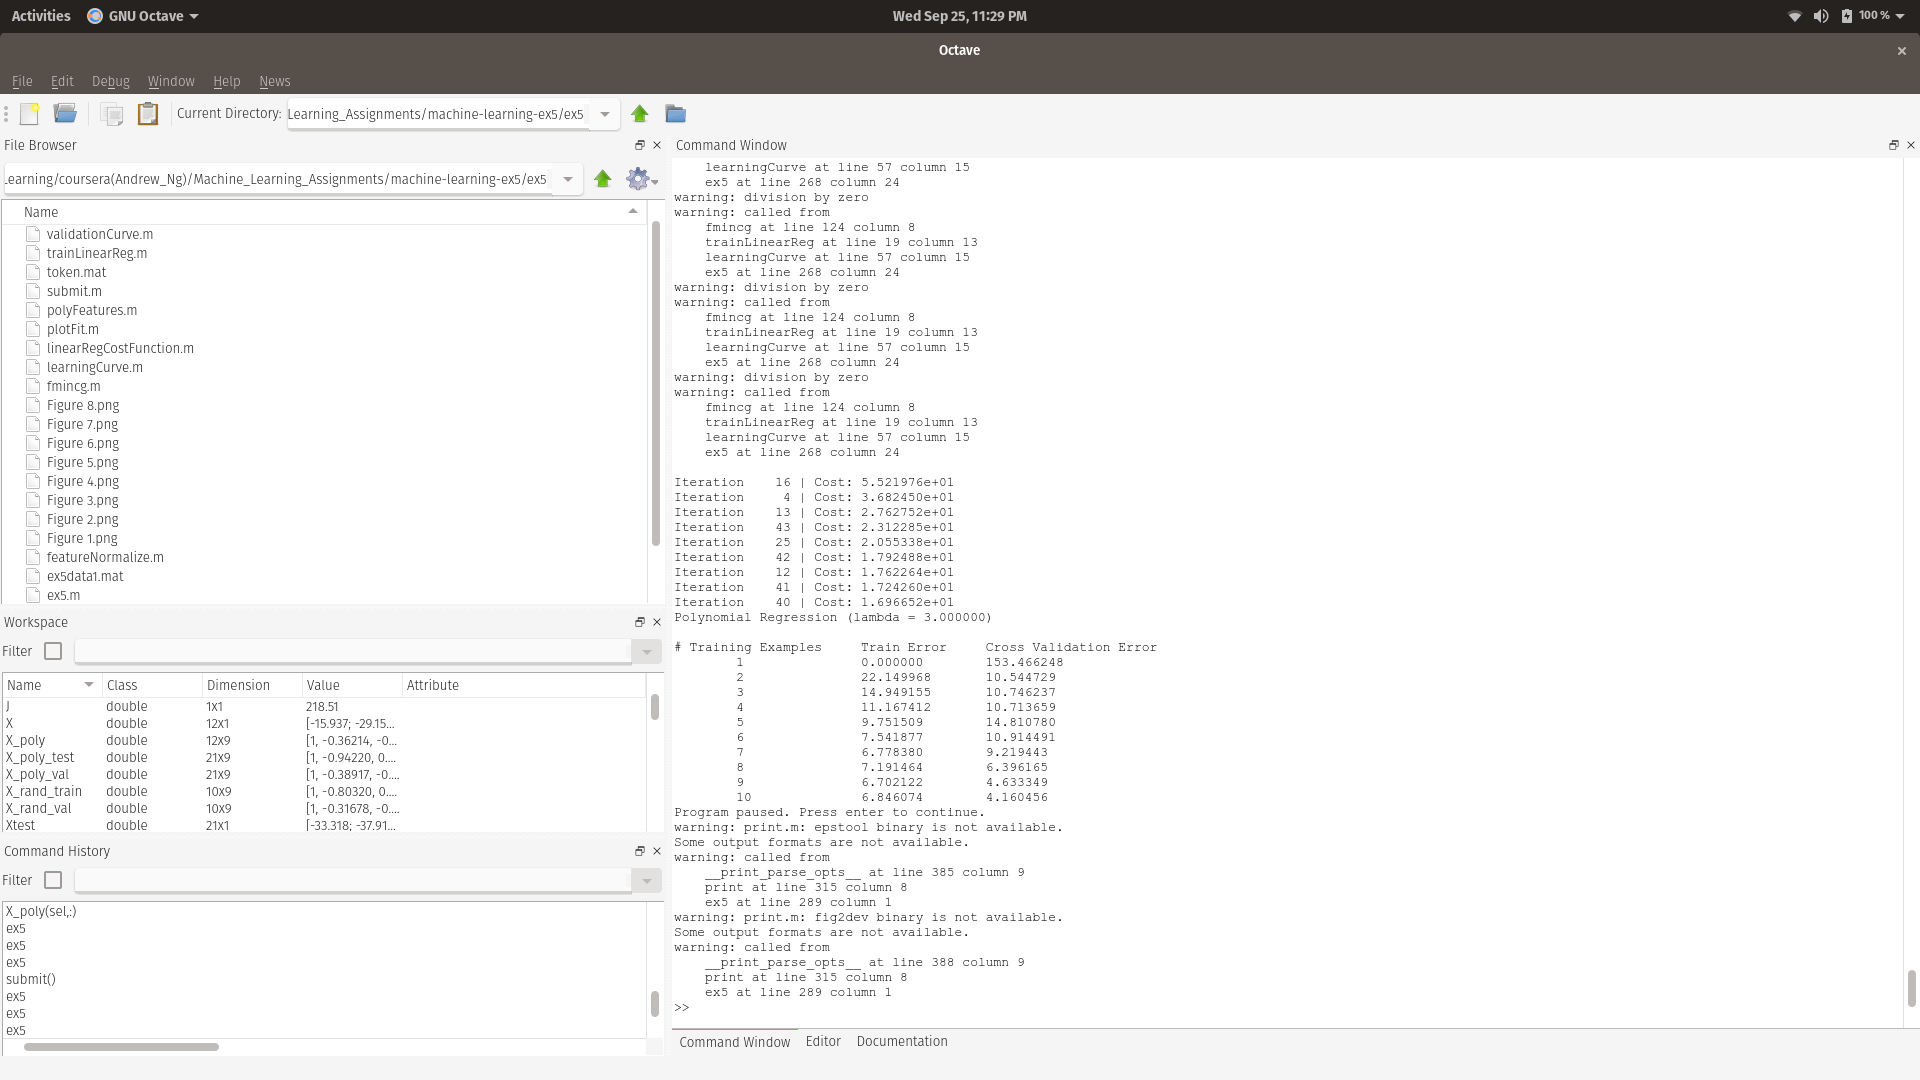 Activities GNU Octave Wed Sep 25, 11:29 PM 100 %
Octave
File Edit Debug Window Help News
Current Directory: Learning_Assignments/machine-learning-ex5/ex5
File Browser
.earning/coursera(Andrew_Ng)/Machine_Learning_Assignments/machine-learning-ex5/ex5
Name
validationCurve.m
trainLinearReg.m
token.mat
submit.m
polyFeatures.m
plotFit.m
linearRegCostFunction.m
learningCurve.m
fmincg.m
Figure 8.png
Figure 7.png
Figure 6.png
Figure 5.png
Figure 4.png
Figure 3.png
Figure 2.png
Figure 1.png
featureNormalize.m
ex5data1.mat
ex5.m
Workspace
Filter
Name Class Dimension Value Attribute
J double 1x1 218.51
X double 12x1 [-15.937; -29.15...
X_poly double 12x9 [1, -0.36214, -0....
X_poly_test double 21x9 [1, -0.94220, 0....
X_poly_val double 21x9 [1, -0.38917, -0....
X_rand_train double 10x9 [1, -0.80320, 0....
X_rand_val double 10x9 [1, -0.31678, -0....
Xtest double 21x1 [-33.318; -37.91...
Command History
Filter
X_poly(sel,:)
ex5
ex5
ex5
submit()
ex5
ex5
ex5
Command Window
learningCurve at line 57 column 15
ex5 at line 268 column 24
warning: division by zero
warning: called from
fmincg at line 124 column 8
trainLinearReg at line 19 column 13
learningCurve at line 57 column 15
ex5 at line 268 column 24
warning: division by zero
warning: called from
fmincg at line 124 column 8
trainLinearReg at line 19 column 13
learningCurve at line 57 column 15
ex5 at line 268 column 24
warning: division by zero
warning: called from
fmincg at line 124 column 8
trainLinearReg at line 19 column 13
learningCurve at line 57 column 15
ex5 at line 268 column 24
Iteration 16 | Cost: 5.521976e+01
Iteration 4 | Cost: 3.682450e+01
Iteration 13 | Cost: 2.762752e+01
Iteration 43 | Cost: 2.312285e+01
Iteration 25 | Cost: 2.055338e+01
Iteration 42 | Cost: 1.792488e+01
Iteration 12 | Cost: 1.762264e+01
Iteration 41 | Cost: 1.724260e+01
Iteration 40 | Cost: 1.696652e+01
Polynomial Regression (lambda = 3.000000)
# Training Examples Train Error Cross Validation Error
1 0.000000 153.466248
2 22.149968 10.544729
3 14.949155 10.746237
4 11.167412 10.713659
5 9.751509 14.810780
6 7.541877 10.914491
7 6.778380 9.219443
8 7.191464 6.396165
9 6.702122 4.633349
10 6.846074 4.160456
Program paused. Press enter to continue.
warning: print.m: epstool binary is not available.
Some output formats are not available.
warning: called from
__print_parse_opts__ at line 385 column 9
print at line 315 column 8
ex5 at line 289 column 1
warning: print.m: fig2dev binary is not available.
Some output formats are not available.
warning: called from
__print_parse_opts__ at line 388 column 9
print at line 315 column 8
ex5 at line 289 column 1
>>
Command Window Editor Documentation